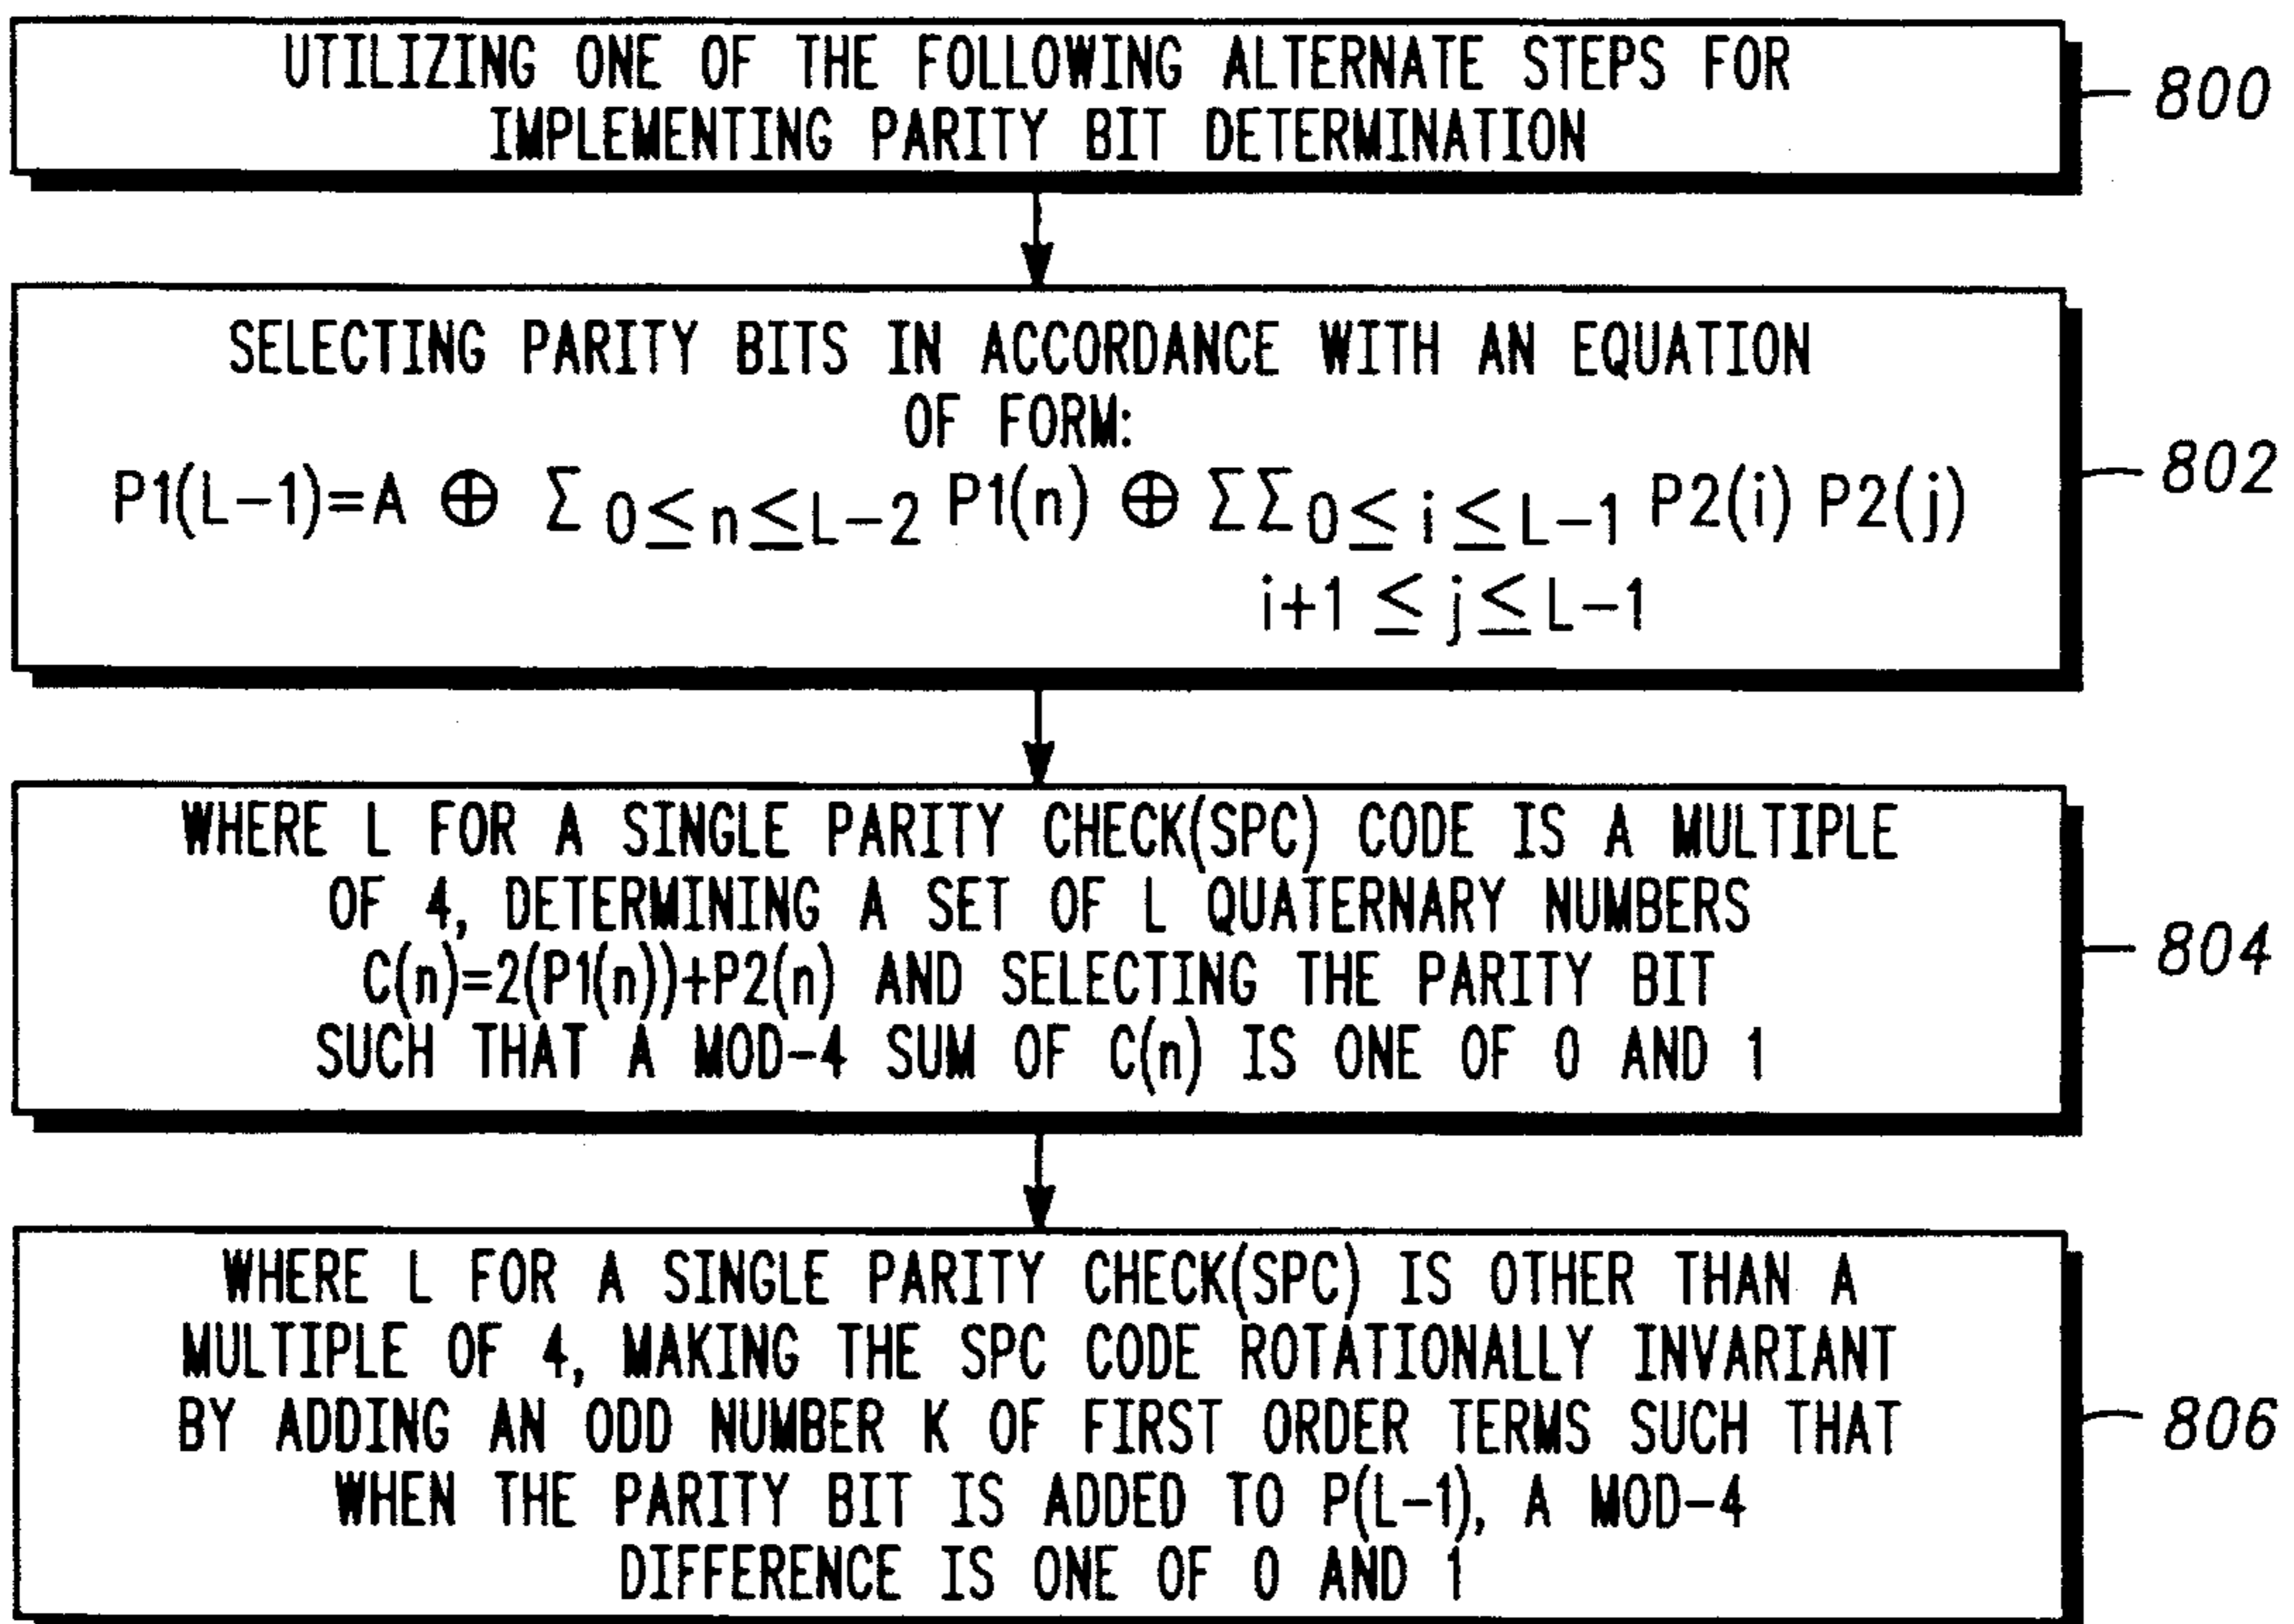 UTILIZING ONE OF THE FOLLOWING ALTERNATE STEPS FOR
IMPLEMENTING PARITY BIT DETERMINATION
800
SELECTING PARITY BITS IN ACCORDANCE WITH AN EQUATION
OF FORM:
P1(L-1)=A ⊕ Σ 0≤n≤L-2 P1(n) ⊕ ΣΣ 0≤i≤L-1 P2(i) P2(j)
i+1 ≤ j≤L-1
802
WHERE L FOR A SINGLE PARITY CHECK(SPC) CODE IS A MULTIPLE
OF 4, DETERMINING A SET OF L QUATERNARY NUMBERS
C(n)=2(P1(n))+P2(n) AND SELECTING THE PARITY BIT
SUCH THAT A MOD-4 SUM OF C(n) IS ONE OF 0 AND 1
804
WHERE L FOR A SINGLE PARITY CHECK(SPC) IS OTHER THAN A
MULTIPLE OF 4, MAKING THE SPC CODE ROTATIONALLY INVARIANT
BY ADDING AN ODD NUMBER K OF FIRST ORDER TERMS SUCH THAT
WHEN THE PARITY BIT IS ADDED TO P(L-1), A MOD-4
DIFFERENCE IS ONE OF 0 AND 1
806